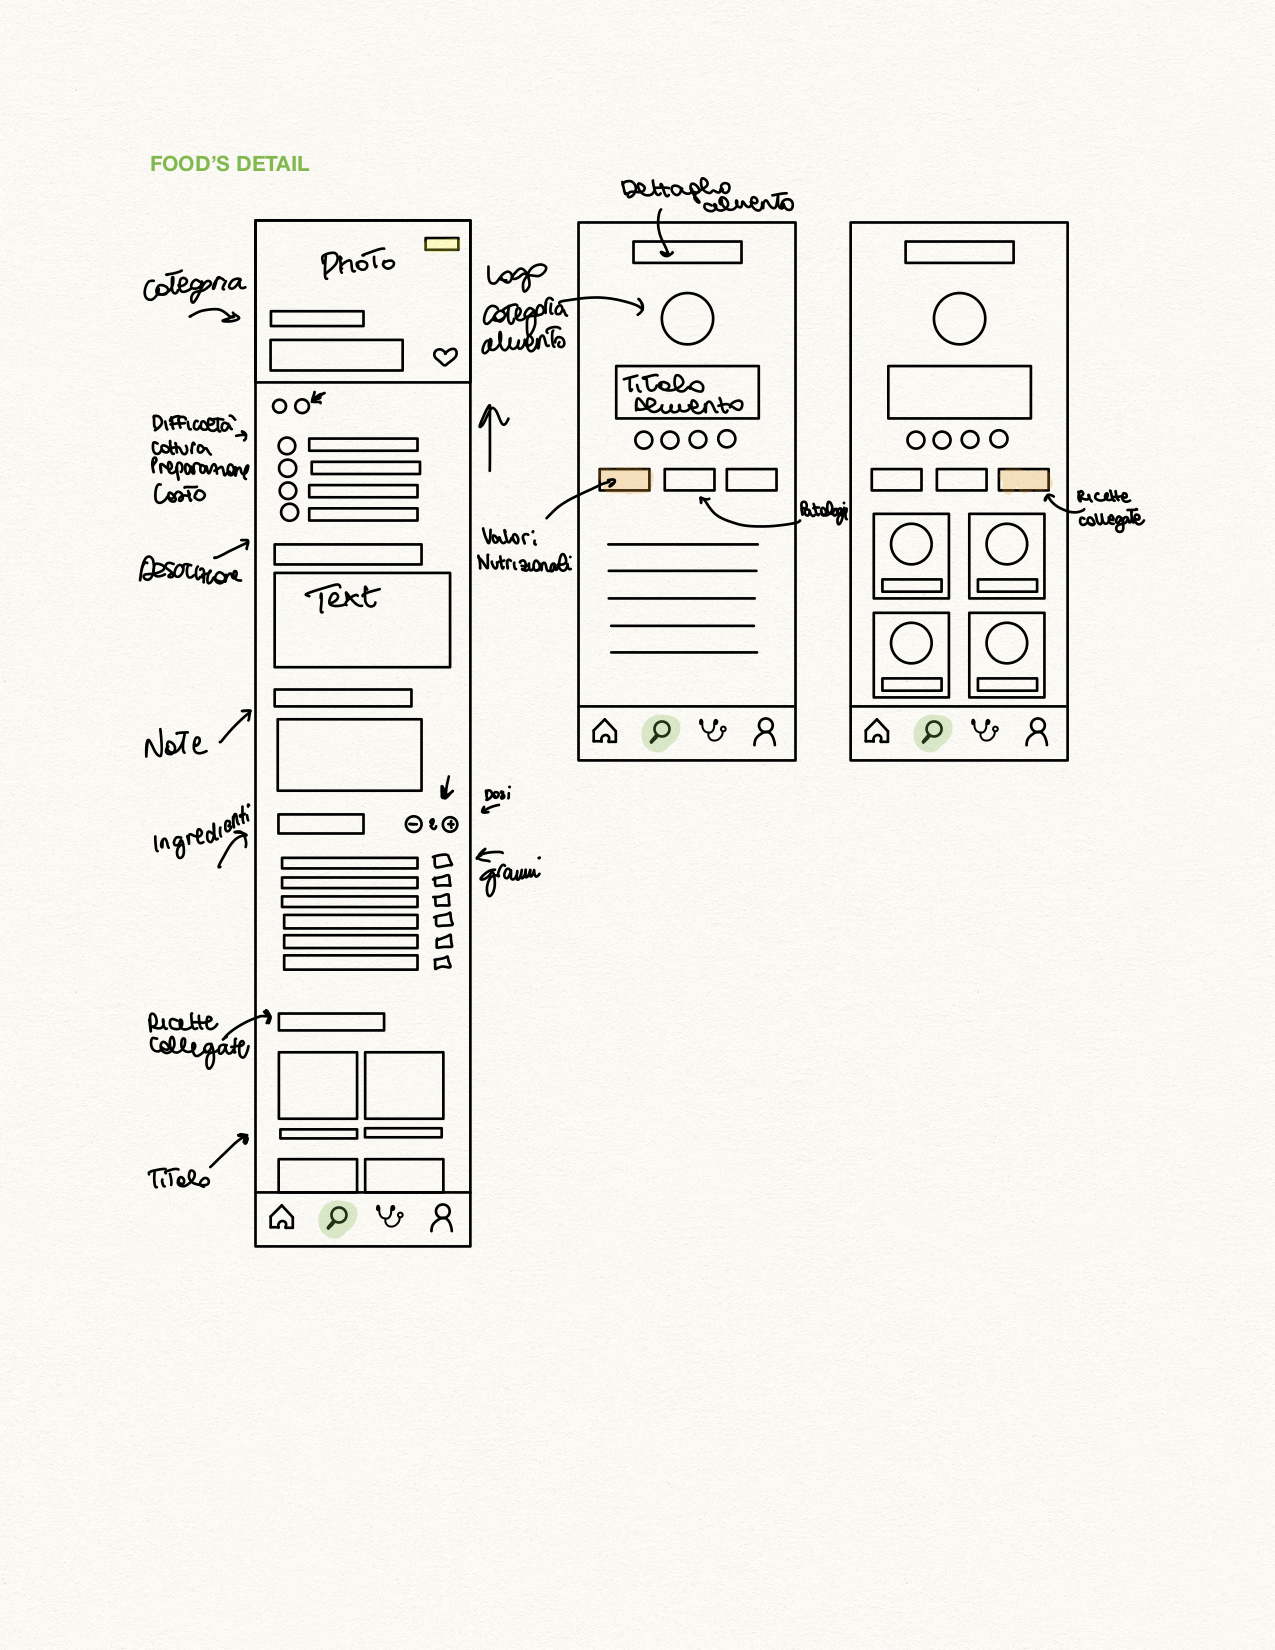 FOOD'S DETAIL
Photo
Categoria
Difficoltà
Cottura
Preparazione
Costo
Descrizione
Text
Note
Ingredienti
Dosi
e
grammi
Ricette
Collegate
Titolo
Dettaglio
alimento
Logo
categoria
alimento
Titolo
alimento
Valori
Nutrizionali
Patologie
Ricette
collegate